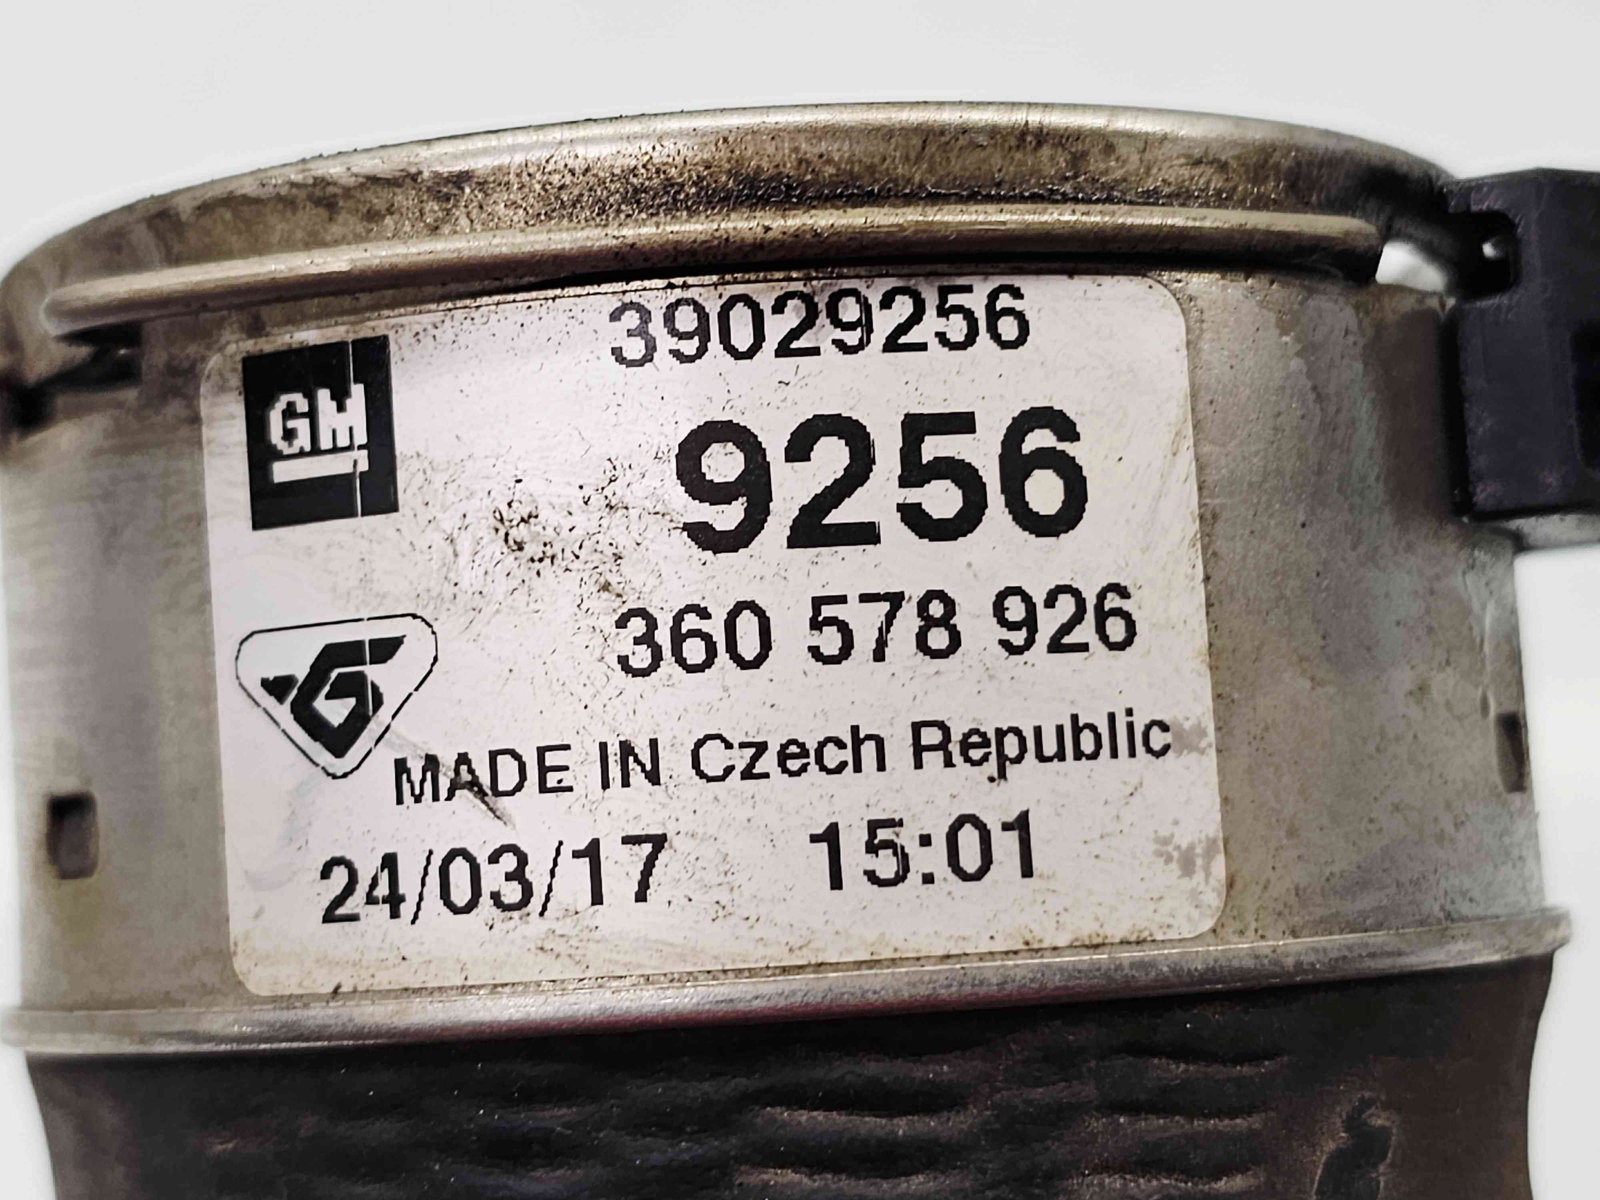 39029256
GM
9256
360 578 926
G
MADE IN Czech Republic
24/03/17 15:01